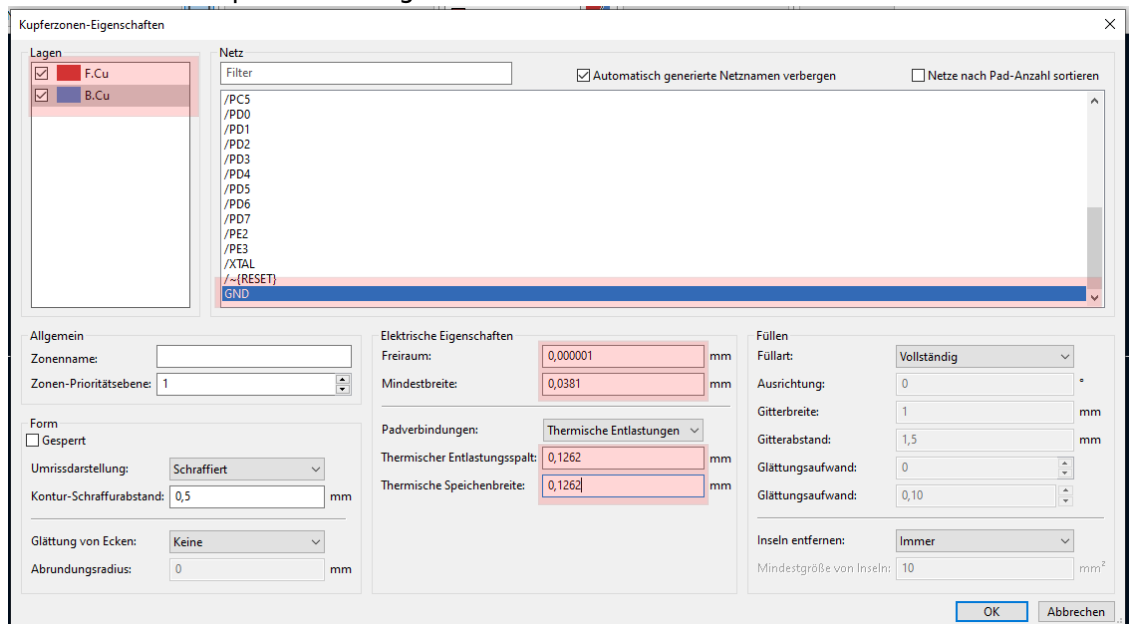 Kupferzonen-Eigenschaften
Lagen
F.Cu
B.Cu
Netz
Filter
Automatisch generierte Netznamen verbergen
Netze nach Pad-Anzahl sortieren
/PC5
/PD0
/PD1
/PD2
/PD3
/PD4
/PD5
/PD6
/PD7
/PE2
/PE3
/XTAL
/~{RESET}
GND
Allgemein
Zonenname:
Zonen-Prioritätsebene: 1
Form
Gesperrt
Umrissdarstellung: Schraffiert
Kontur-Schraffurabstand: 0,5 mm
Glättung von Ecken: Keine
Abrundungsradius: 0 mm
Elektrische Eigenschaften
Freiraum: 0,000001 mm
Mindestbreite: 0,0381 mm
Padverbindungen: Thermische Entlastungen
Thermischer Entlastungsspalt: 0,1262 mm
Thermische Speichenbreite: 0,1262 mm
Füllen
Füllart: Vollständig
Ausrichtung: 0 °
Gitterbreite: 1 mm
Gitterabstand: 1,5 mm
Glättungsaufwand: 0
Glättungsaufwand: 0,10
Inseln entfernen: Immer
Mindestgröße von Inseln: 10 mm²
OK Abbrechen